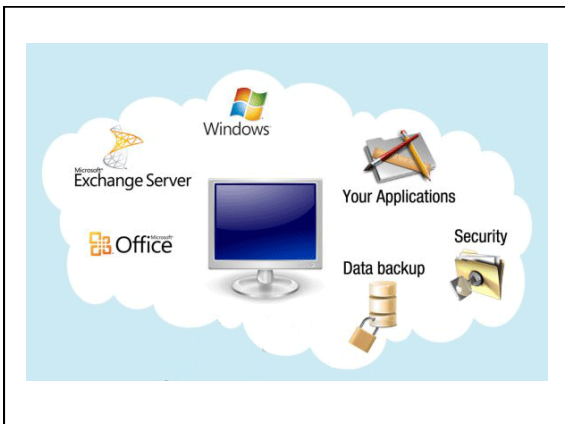 Windows
Microsoft
Exchange Server
Your Applications
Microsoft
Office
Security
Data backup